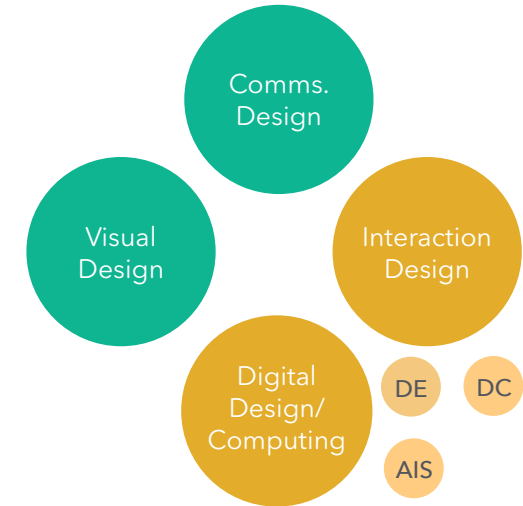 Comms.
Design
Visual
Design
Interaction
Design
Digital
Design/
Computing
DE
DC
AIS